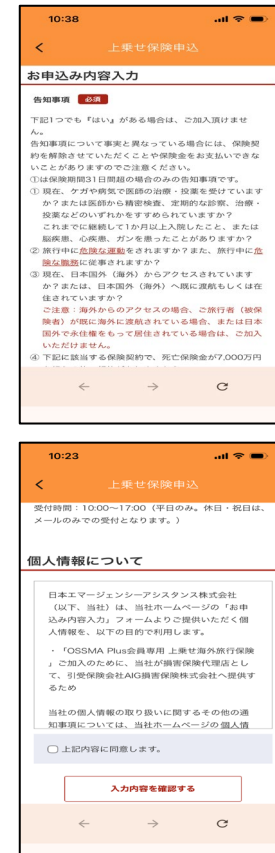 10:38
上乗せ保険申込
お申込み内容入力
告知事項 必須
下記1つでも『はい』がある場合は、ご加入頂けませ
ん。
告知事項について事実と異なっている場合には、保険契
約を解除させていただくことや保険金をお支払いできな
いことがありますのでご注意ください。
①は保険期間31日間超の場合のみの告知事項です。
① 現在、ケガや病気で医師の治療・投薬を受けています
か？または医師から精密検査、定期的な診察、治療・
投薬などのいずれかをすすめられていますか？
これまでに継続して1か月以上入院したこと、または
脳疾患、心疾患、ガンを患ったことがありますか？
② 旅行中に危険な運動をされますか？また、旅行中に危
険な職務に従事されますか？
③ 現在、日本国外（海外）からアクセスされています
か？または、日本国外（海外）へ既に渡航もしくは在
住されていますか？
ご注意：海外からのアクセスの場合、ご旅行者（被保
険者）が既に海外に渡航されている場合、または日本
国外で永住権をもって居住されている場合は、ご加入
いただけません。
④ 下記に該当する保険契約で、死亡保険金が7,000万円
10:23
上乗せ保険申込
受付時間：10:00～17:00（平日のみ。休日・祝日は、
メールのみでの受付となります。）
個人情報について
日本エマージェンシーアシスタンス株式会社
（以下、当社）は、当社ホームページの「お申
込み内容入力」フォームよりご提供いただく個
人情報を、以下の目的で利用します。
・「OSSMA Plus会員専用 上乗せ海外旅行保険
」ご加入のために、当社が損害保険代理店とし
て、引受保険会社AIG損害保険株式会社へ提供す
るため
当社の個人情報の取り扱いに関するその他の通
知事項については、当社ホームページの 個人情
上記内容に同意します。
入力内容を確認する